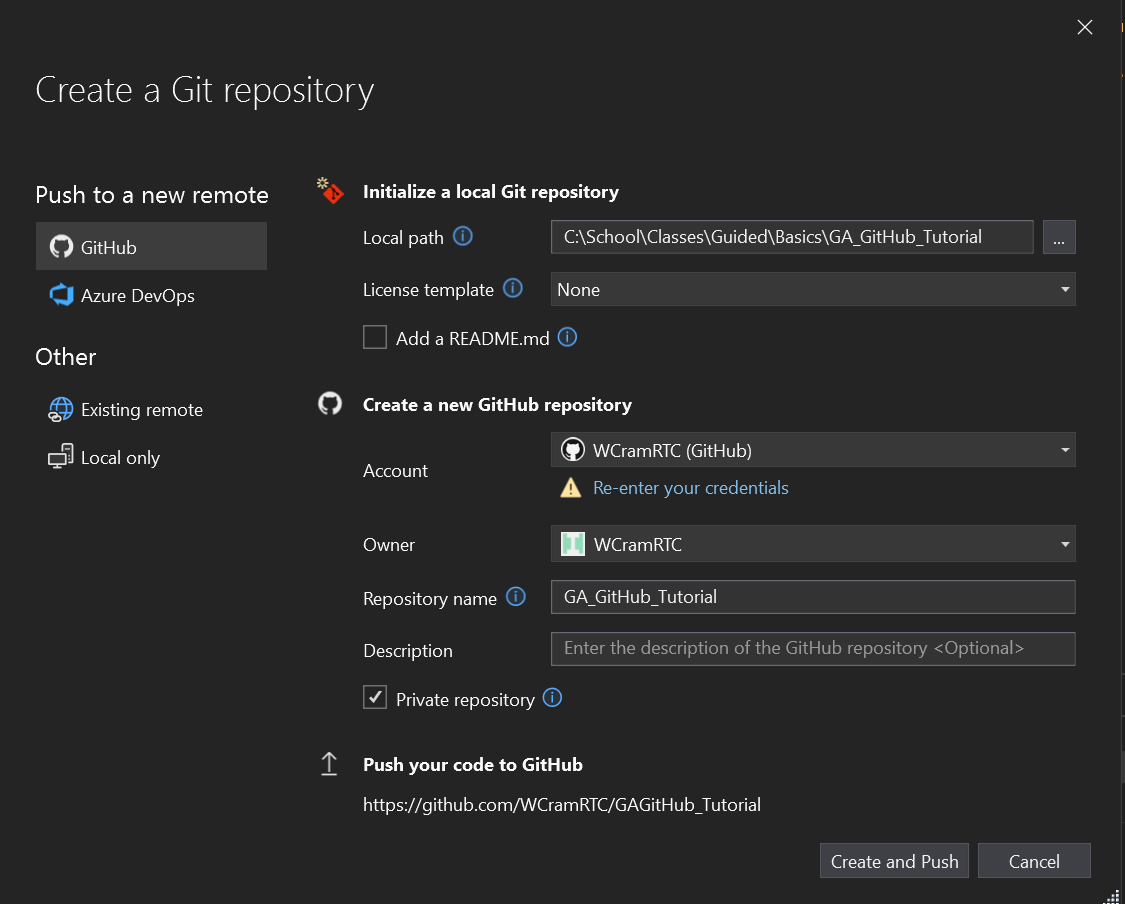 Create a Git repository
Push to a new remote
GitHub
Azure DevOps
Other
Existing remote
Local only
Initialize a local Git repository
Local path
C:\School\Classes\Guided\Basics\GA_GitHub_Tutorial
...
License template
None
Add a README.md
Create a new GitHub repository
Account
WCramRTC (GitHub)
Re-enter your credentials
Owner
WCramRTC
Repository name
GA_GitHub_Tutorial
Description
Enter the description of the GitHub repository <Optional>
Private repository
Push your code to GitHub
https://github.com/WCramRTC/GAGitHub_Tutorial
Create and Push
Cancel